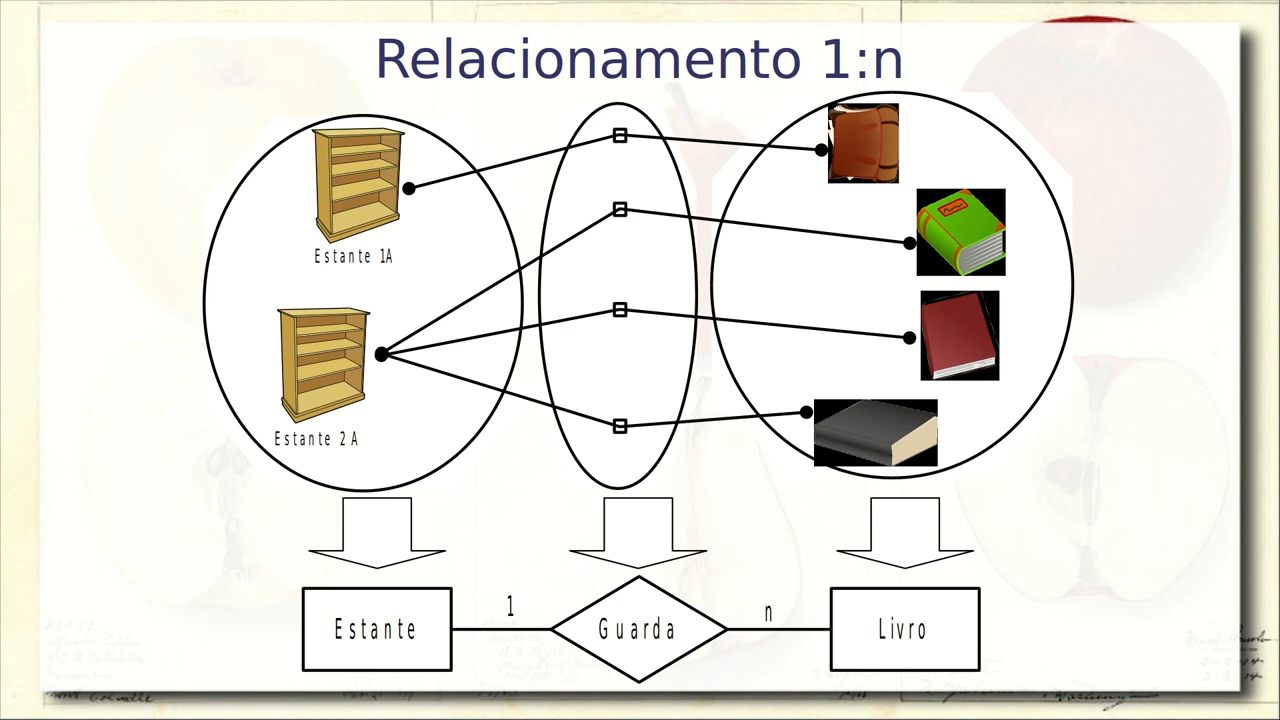 Relacionamento 1:n
Estante 1A
Estante 2A
1
n
Estante
Guarda
Livro